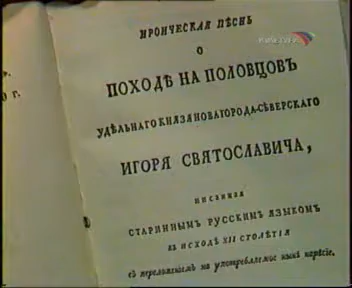 ИРОИЧЕСКАЯ ПѢСНЬ
О
ПОХОДѢ НА ПОЛОВЦОВЪ
УДѢЛЬНАГО КНЯЗЯ НОВАГОРОДА-СѢВЕРСКАГО
ИГОРЯ СВЯТОСЛАВИЧА,
писанная
СТАРИННЫМЪ РУССКИМЪ ЯЗЫКОМЪ
въ исходѣ XII столѣтія
съ переложеніемъ на употребляемое нынѣ нарѣчіе.
г.